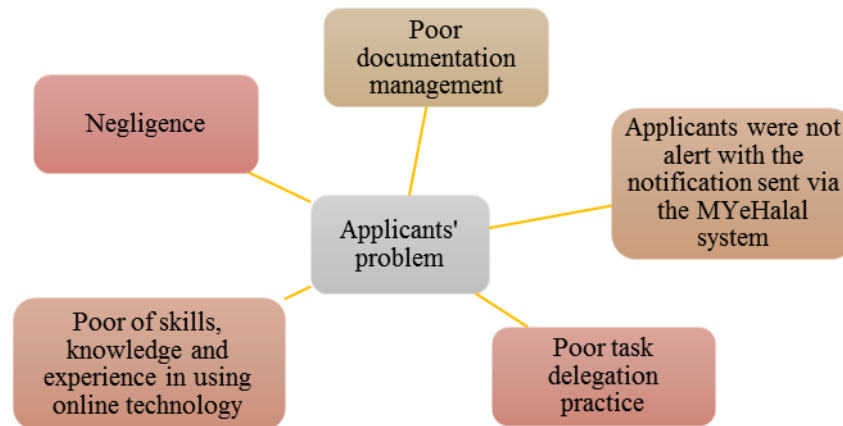 Poor
documentation
management
Negligence
Applicants were not
alert with the
notification sent via
the MYeHalal
system
Applicants'
problem
Poor of skills,
knowledge and
experience in using
online technology
Poor task
delegation
practice